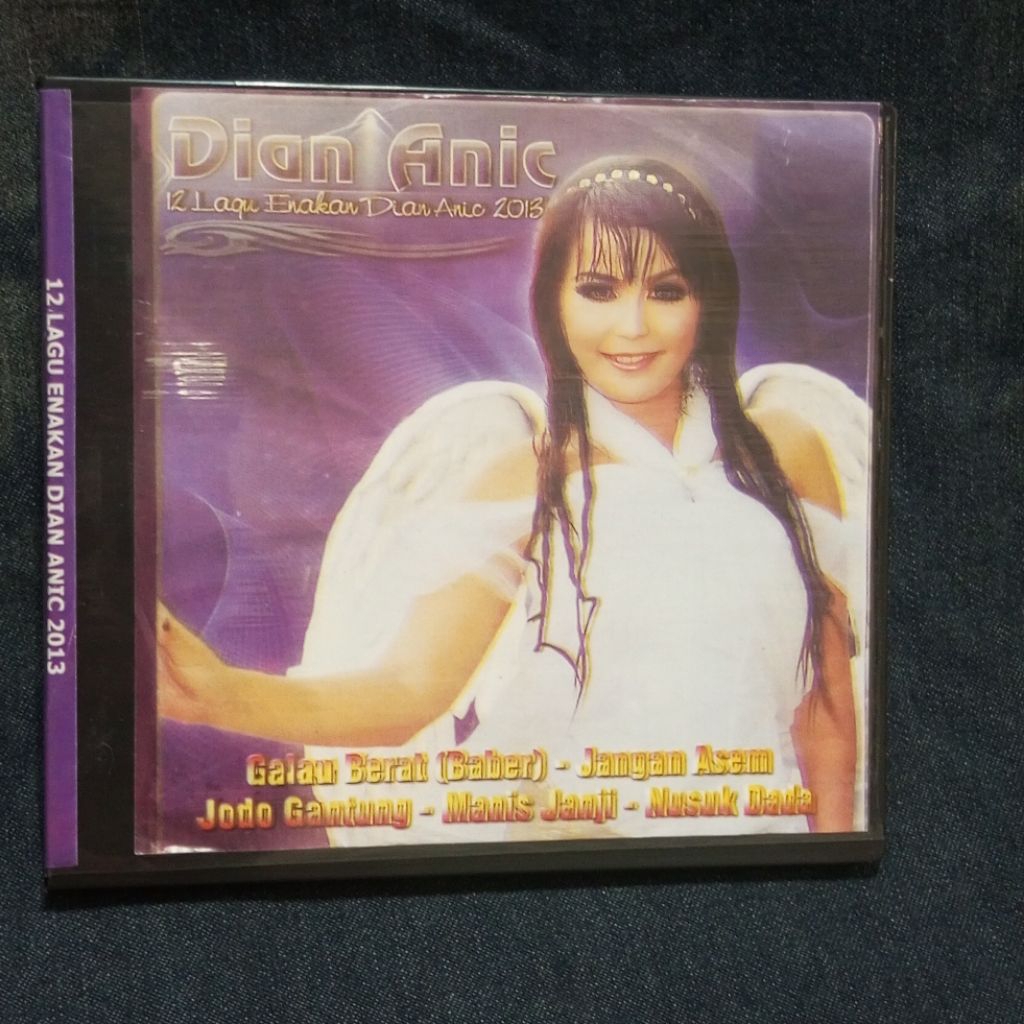 Dian Anic
12 Lagu Enakan Dian Anic 2013
12 LAGU ENAKAN DIAN ANIC 2013
Galau Berat (Baber) - Jangan Asem
Jodo Gantung - Manis Janji - Nusuk Dada